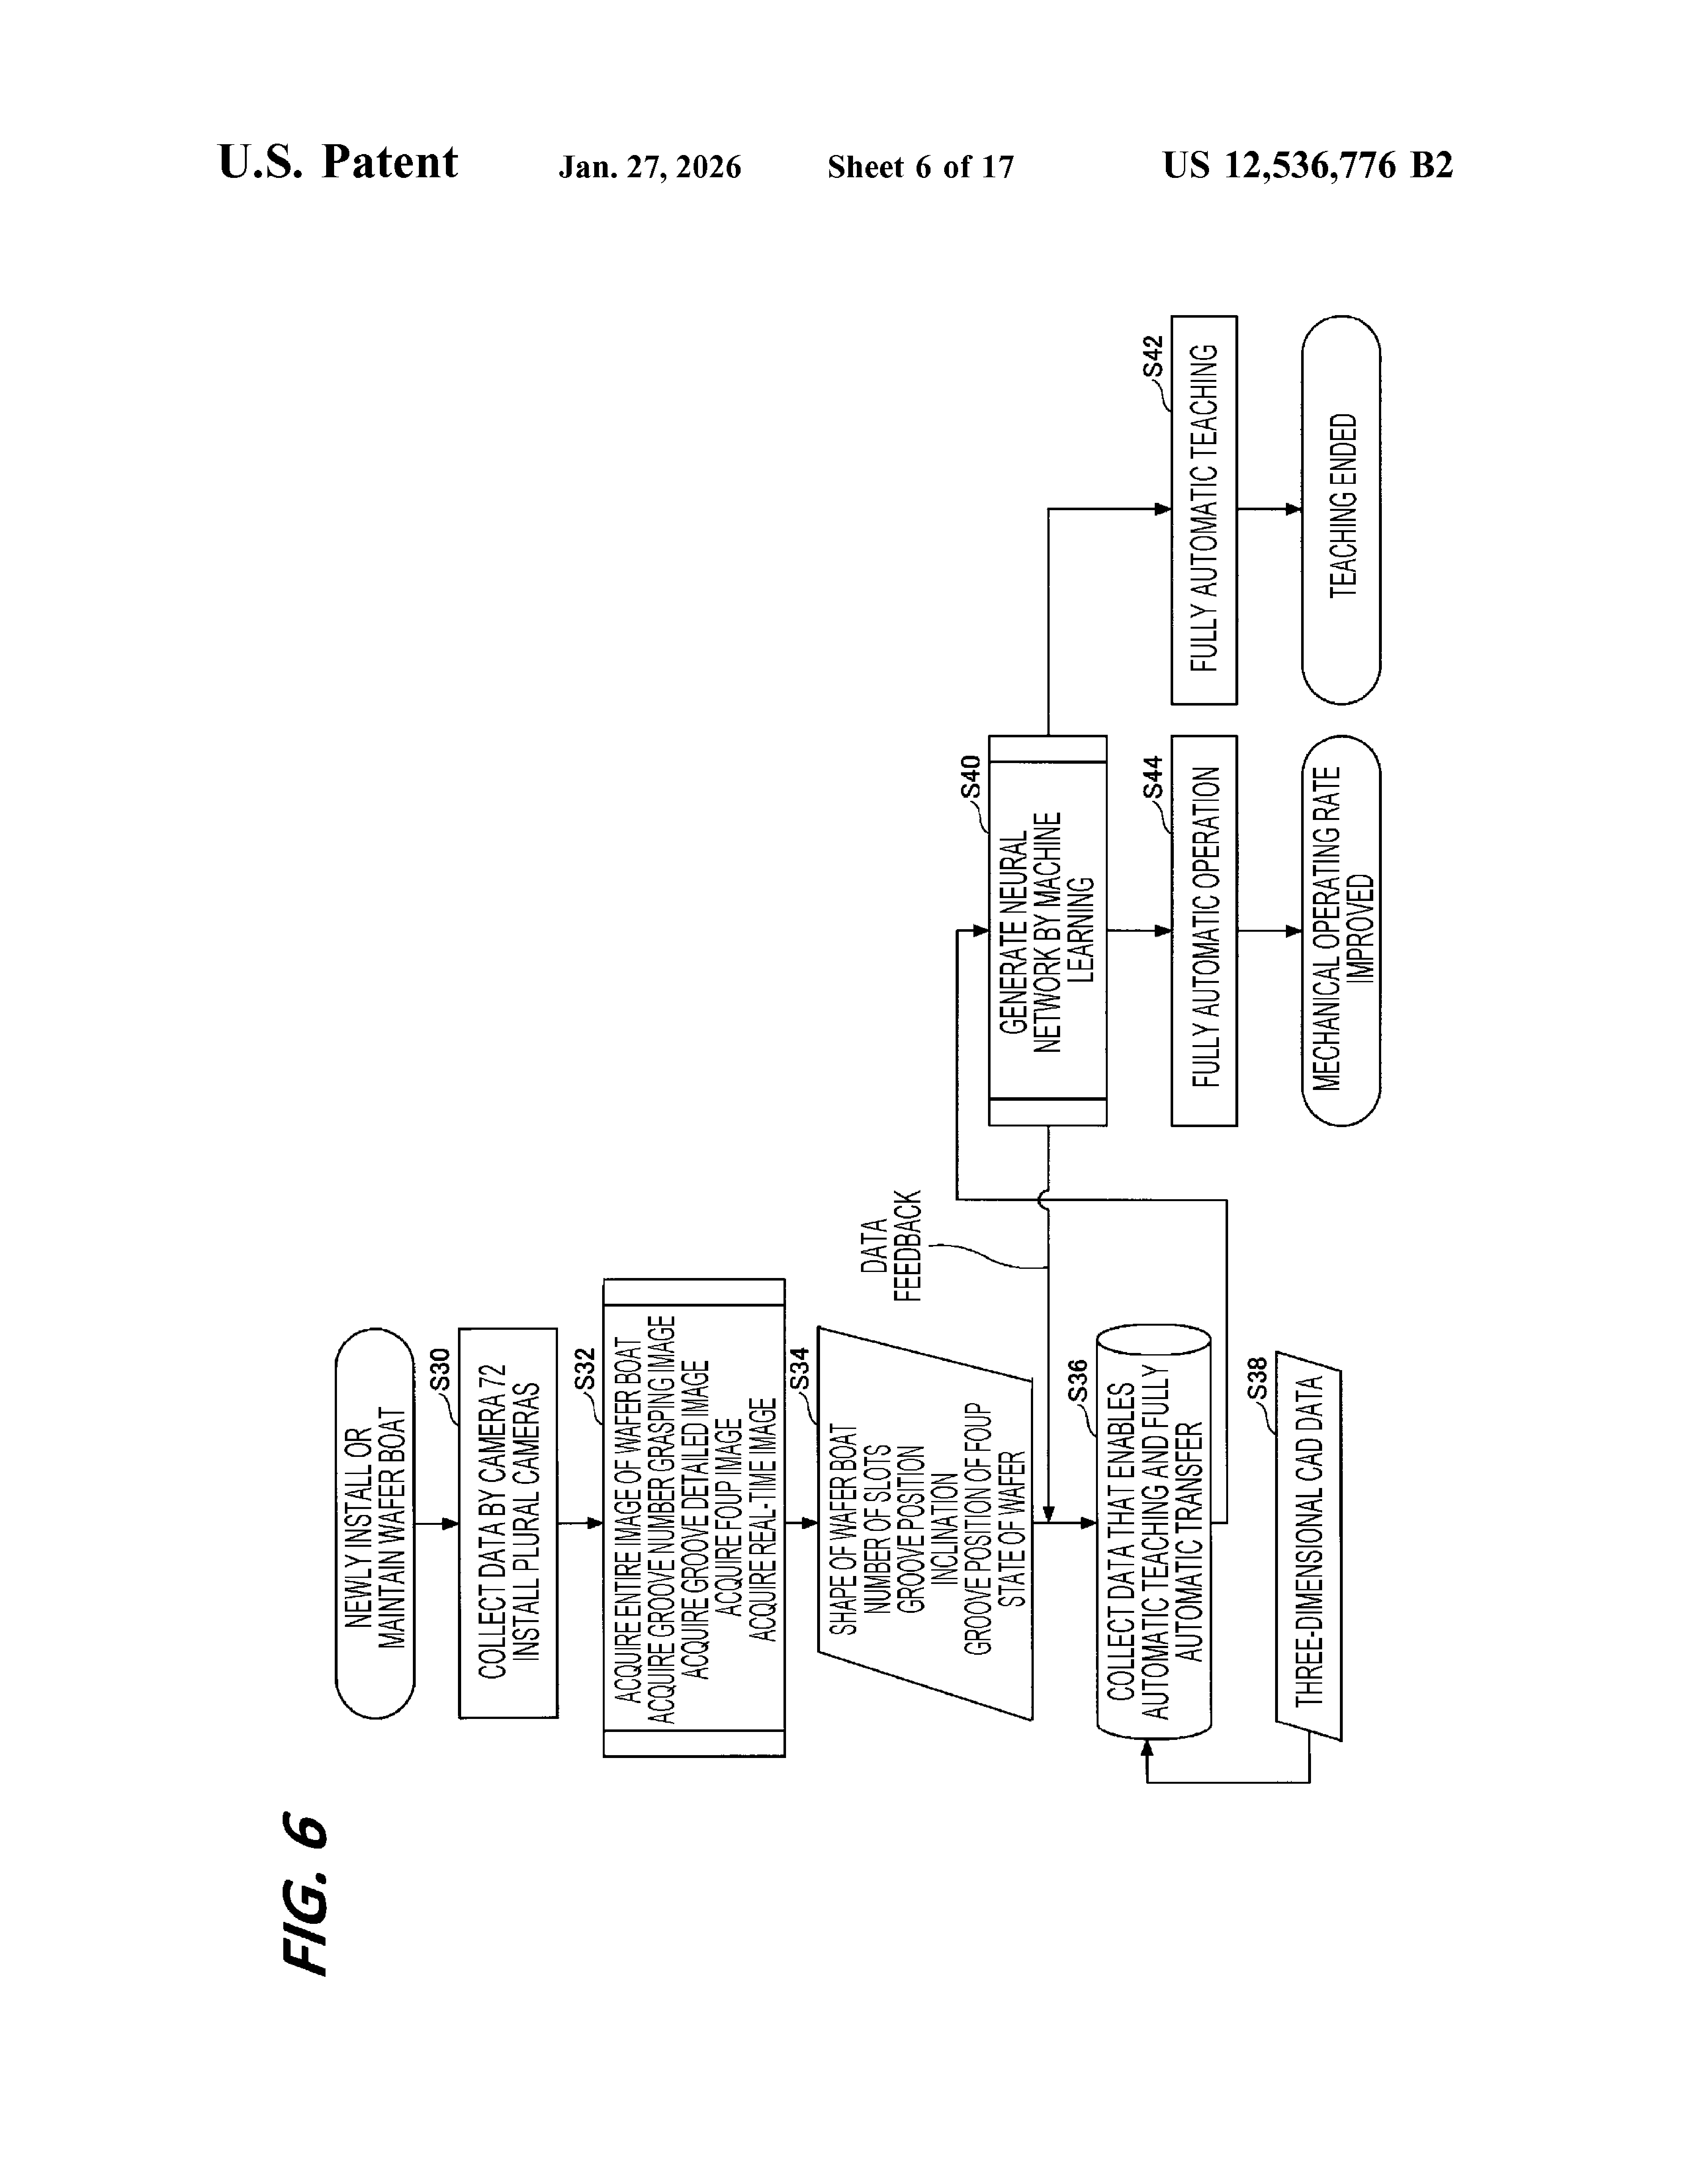 U.S. Patent Jan. 27, 2026 Sheet 6 of 17 US 12,536,776 B2
FIG. 6
NEWLY INSTALL OR
MAINTAIN WAFER BOAT
S30
COLLECT DATA BY CAMERA 72
INSTALL PLURAL CAMERAS
S32
ACQUIRE ENTIRE IMAGE OF WAFER BOAT
ACQUIRE GROOVE NUMBER GRASPING IMAGE
ACQUIRE GROOVE DETAILED IMAGE
ACQUIRE FOUP IMAGE
ACQUIRE REAL-TIME IMAGE
S34
SHAPE OF WAFER BOAT
NUMBER OF SLOTS
GROOVE POSITION
INCLINATION
GROOVE POSITION OF FOUP
STATE OF WAFER
DATA
FEEDBACK
S36
COLLECT DATA THAT ENABLES
AUTOMATIC TEACHING AND FULLY
AUTOMATIC TRANSFER
S38
THREE-DIMENSIONAL CAD DATA
S40
GENERATE NEURAL
NETWORK BY MACHINE
LEARNING
S44
FULLY AUTOMATIC OPERATION
MECHANICAL OPERATING RATE
IMPROVED
S42
FULLY AUTOMATIC TEACHING
TEACHING ENDED